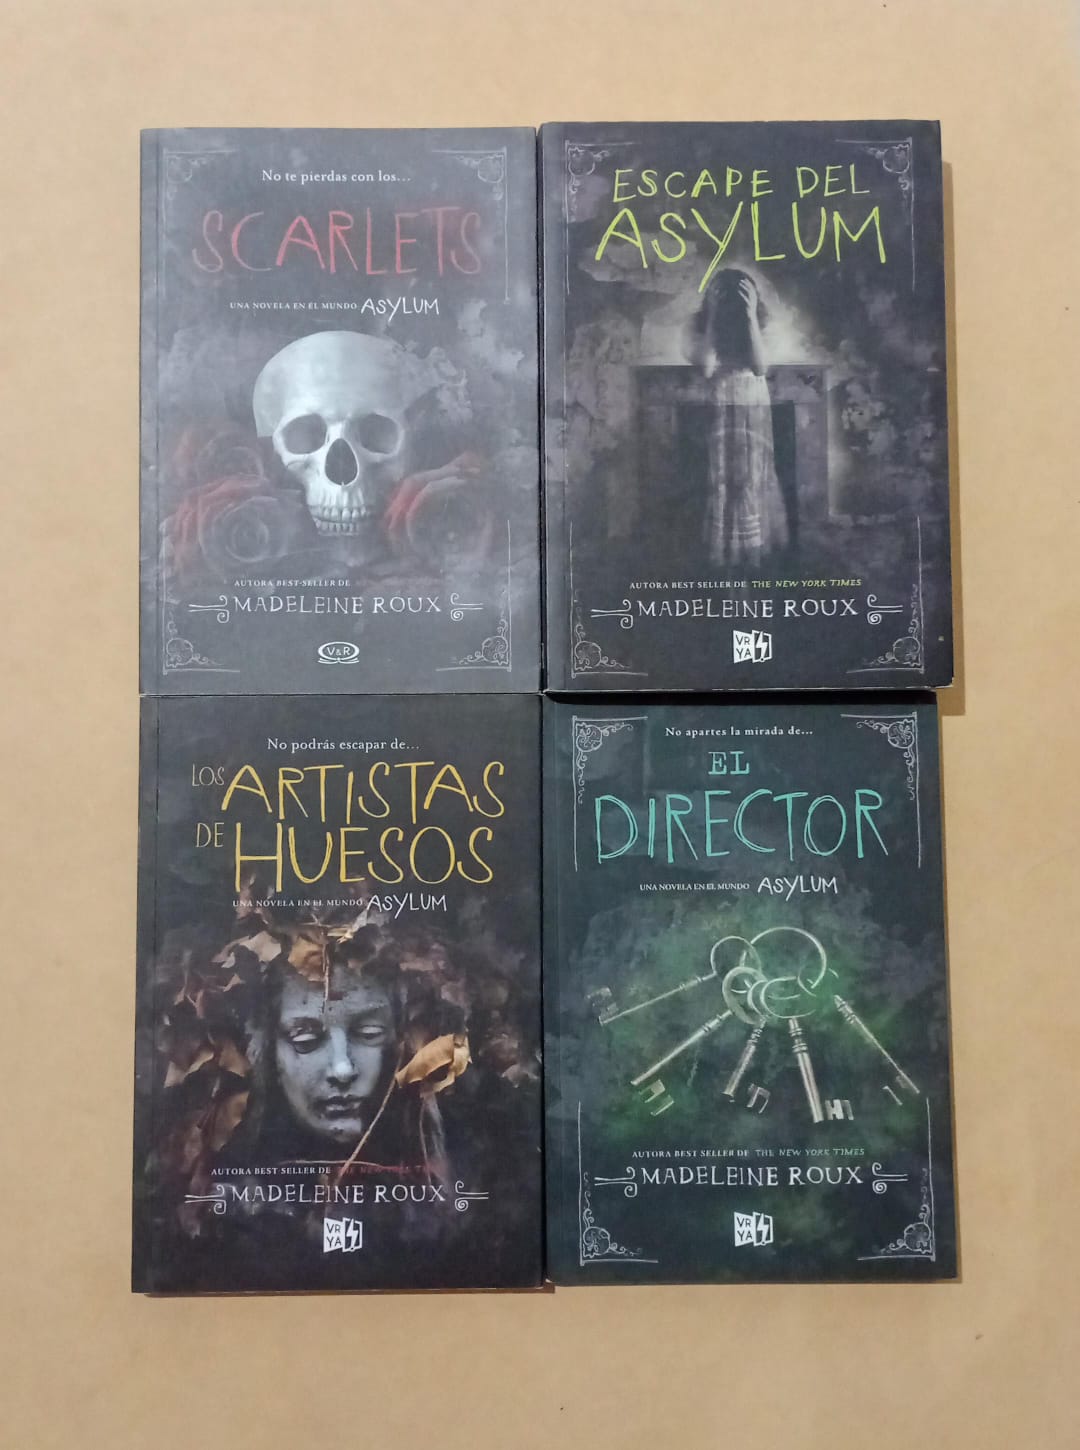 No te pierdas con los...
SCARLETS
UNA NOVELA EN EL MUNDO ASYLUM
AUTORA BEST-SELLER DE
MADELEINE ROUX
V&R
ESCAPE DEL
ASYLUM
AUTORA BEST SELLER DE THE NEW YORK TIMES
MADELEINE ROUX
VR
YA
No podrás escapar de...
LOS ARTISTAS
DE HUESOS
UNA NOVELA EN EL MUNDO ASYLUM
AUTORA BEST SELLER DE THE NEW YORK TIMES
MADELEINE ROUX
VR
YA
No apartes la mirada de...
EL
DIRECTOR
UNA NOVELA EN EL MUNDO ASYLUM
AUTORA BEST SELLER DE THE NEW YORK TIMES
MADELEINE ROUX
VR
YA